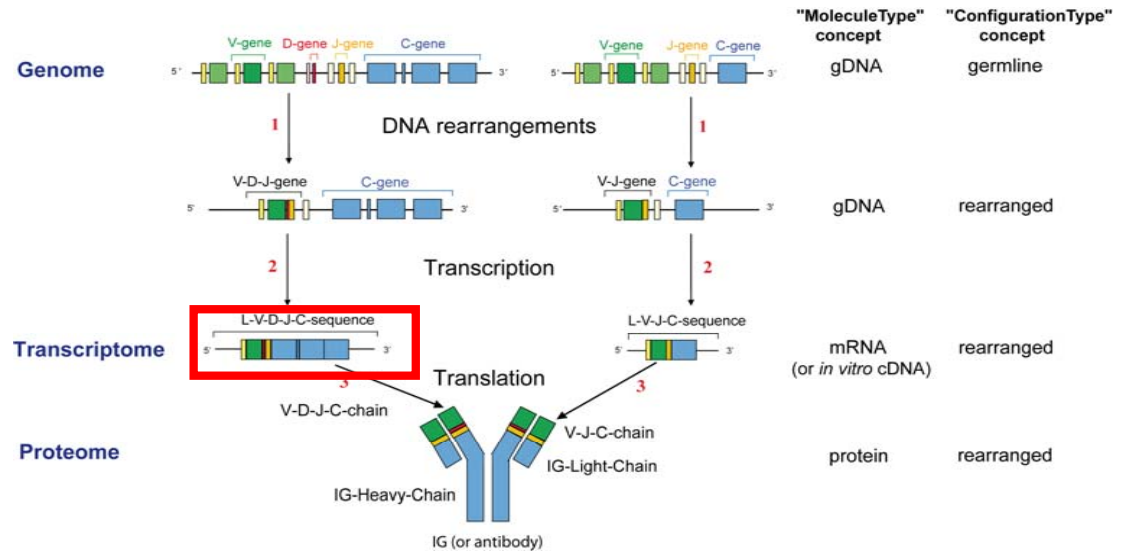 "MoleculeType" "ConfigurationType"
concept concept
V-gene D-gene J-gene C-gene V-gene J-gene C-gene
Genome 5' 3' 5' 3' gDNA germline
1 DNA rearrangements 1
V-D-J-gene C-gene V-J-gene C-gene
5' 3' 5' 3' gDNA rearranged
2 Transcription 2
L-V-D-J-C-sequence L-V-J-C-sequence
Transcriptome 5' 3' 5' 3' mRNA rearranged
(or in vitro cDNA)
3 Translation 3
V-D-J-C-chain
V-J-C-chain
Proteome protein rearranged
IG-Light-Chain
IG-Heavy-Chain
IG (or antibody)